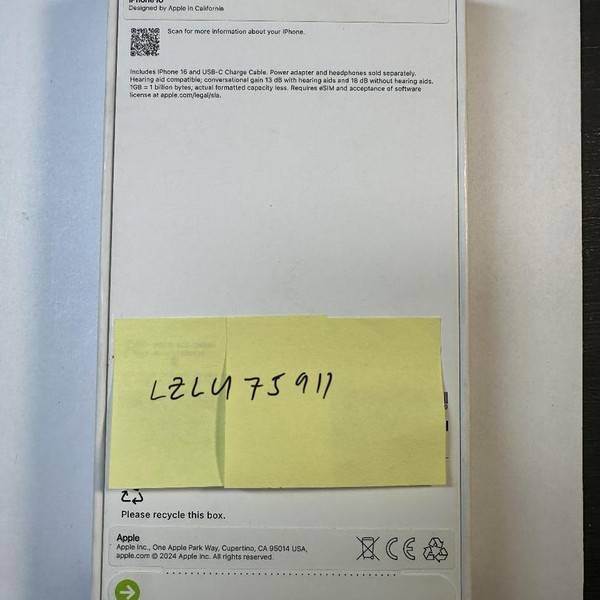 iPhone 16
Designed by Apple in California
Scan for more information about your iPhone.
Includes iPhone 16 and USB-C Charge Cable. Power adapter and headphones sold separately.
Hearing aid compatible; conversational gain 13 dB with hearing aids and 18 dB without hearing aids.
1GB = 1 billion bytes; actual formatted capacity less. Requires eSIM and acceptance of software
license at apple.com/legal/sla.
LZLU75911
Please recycle this box.
Apple
Apple Inc., One Apple Park Way, Cupertino, CA 95014 USA,
apple.com © 2024 Apple Inc. All rights reserved.
CE